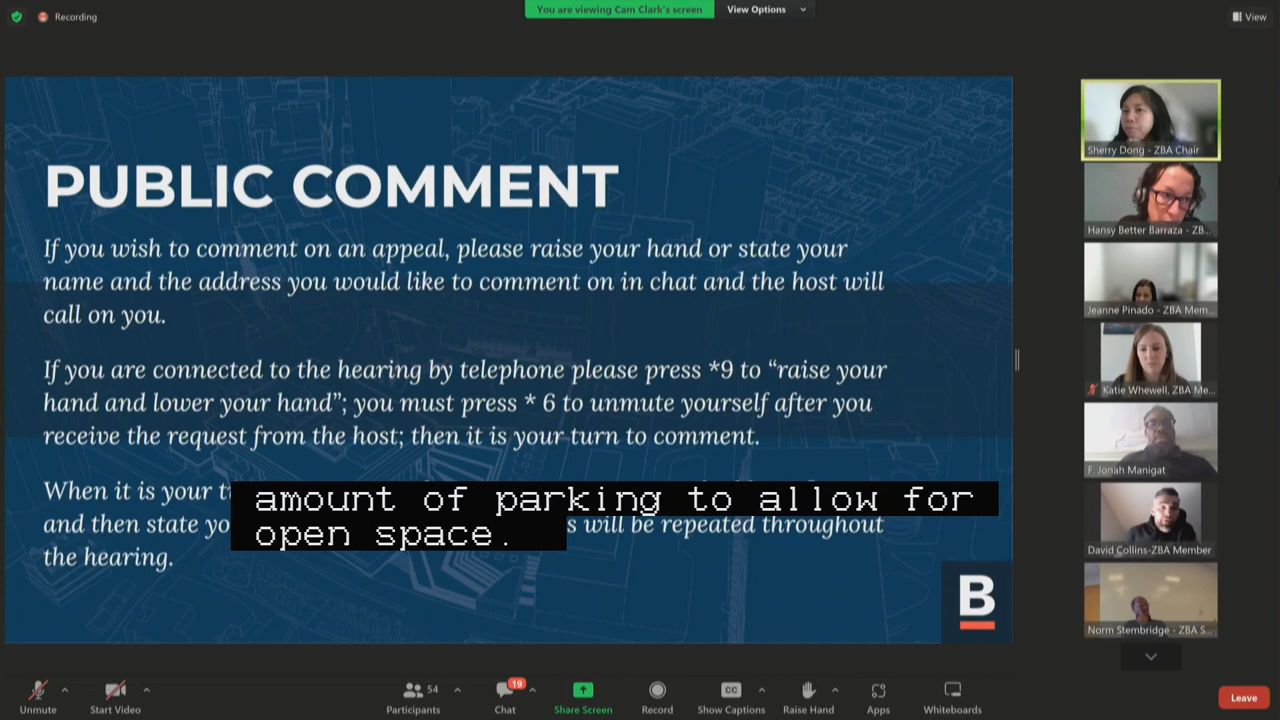 Recording
You are viewing Cam Clark's screen
View Options
View
PUBLIC COMMENT
If you wish to comment on an appeal, please raise your hand or state your
name and the address you would like to comment on in chat and the host will
call on you.
If you are connected to the hearing by telephone please press *9 to “raise your
hand and lower your hand”; you must press * 6 to unmute yourself after you
receive the request from the host; then it is your turn to comment.
When it is your
and then state
s will be repeated throughout
the hearing.
amount of parking to allow for
open space.
B
Sherry Dong - ZBA Chair
Hansy Better Barraza - ZB...
Jeanne Pinado - ZBA Mem...
Katie Whewell, ZBA Me...
F. Jonah Manigat
David Collins-ZBA Member
Norm Stembridge - ZBA S...
Unmute
Start Video
54
Participants
19
Chat
Share Screen
Record
CC
Show Captions
Raise Hand
Apps
Whiteboards
Leave